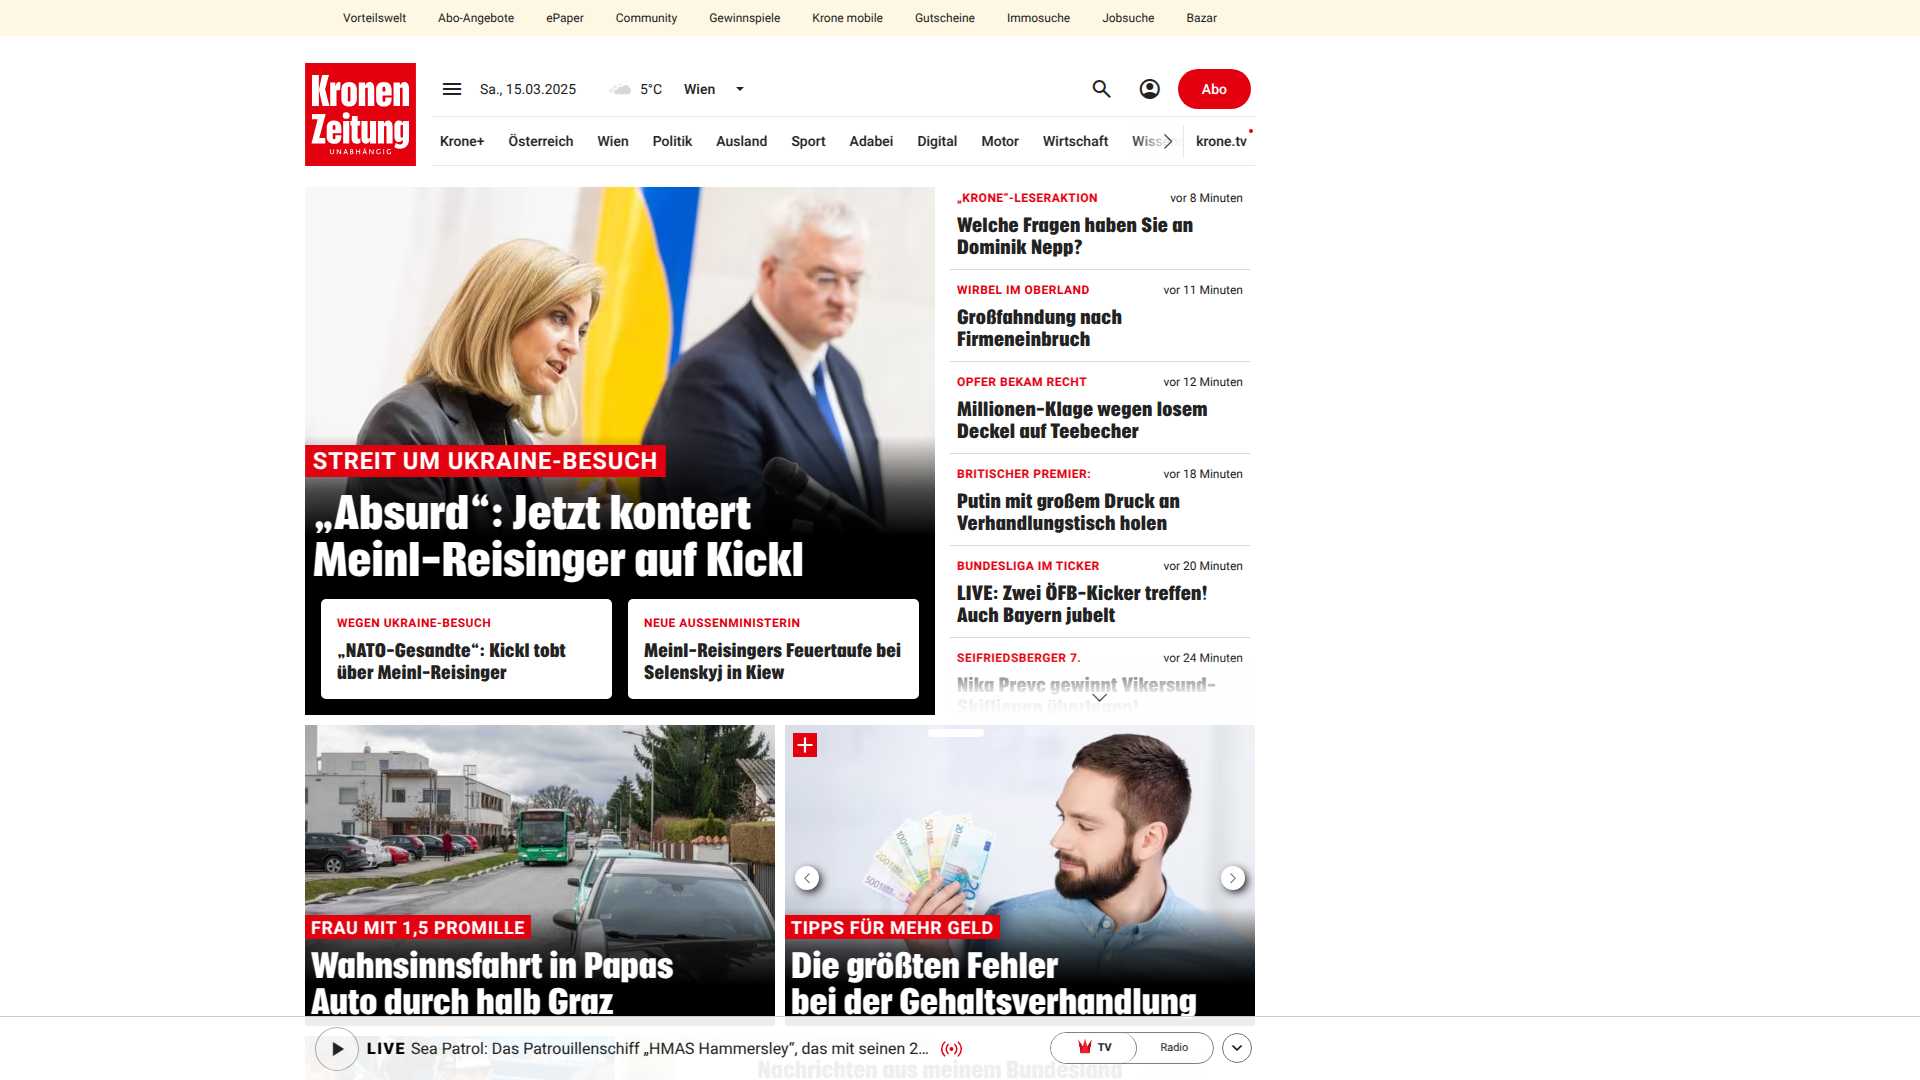 Vorteilswelt Abo-Angebote ePaper Community Gewinnspiele Krone mobile Gutscheine Immosuche Jobsuche Bazar
Kronen
Zeitung
UNABHÄNGIG
Sa., 15.03.2025 5°C Wien
Abo
Krone+ Österreich Wien Politik Ausland Sport Adabei Digital Motor Wirtschaft Wiss krone.tv
STREIT UM UKRAINE-BESUCH
„Absurd“: Jetzt kontert
Meinl-Reisinger auf Kickl
WEGEN UKRAINE-BESUCH
„NATO-Gesandte“: Kickl tobt
über Meinl-Reisinger
NEUE AUSSENMINISTERIN
Meinl-Reisingers Feuertaufe bei
Selenskyj in Kiew
„KRONE“-LESERAKTION vor 8 Minuten
Welche Fragen haben Sie an
Dominik Nepp?
WIRBEL IM OBERLAND vor 11 Minuten
Großfahndung nach
Firmeneinbruch
OPFER BEKAM RECHT vor 12 Minuten
Millionen-Klage wegen losem
Deckel auf Teebecher
BRITISCHER PREMIER: vor 18 Minuten
Putin mit großem Druck an
Verhandlungstisch holen
BUNDESLIGA IM TICKER vor 20 Minuten
LIVE: Zwei ÖFB-Kicker treffen!
Auch Bayern jubelt
SEIFRIEDSBERGER 7. vor 24 Minuten
Nika Prevc gewinnt Vikersund-
Skifliegen überlegen!
FRAU MIT 1,5 PROMILLE
Wahnsinnsfahrt in Papas
Auto durch halb Graz
TIPPS FÜR MEHR GELD
Die größten Fehler
bei der Gehaltsverhandlung
LIVE Sea Patrol: Das Patrouillenschiff „HMAS Hammersley“, das mit seinen 2...
TV Radio
Nachrichten aus meinem Bundesland